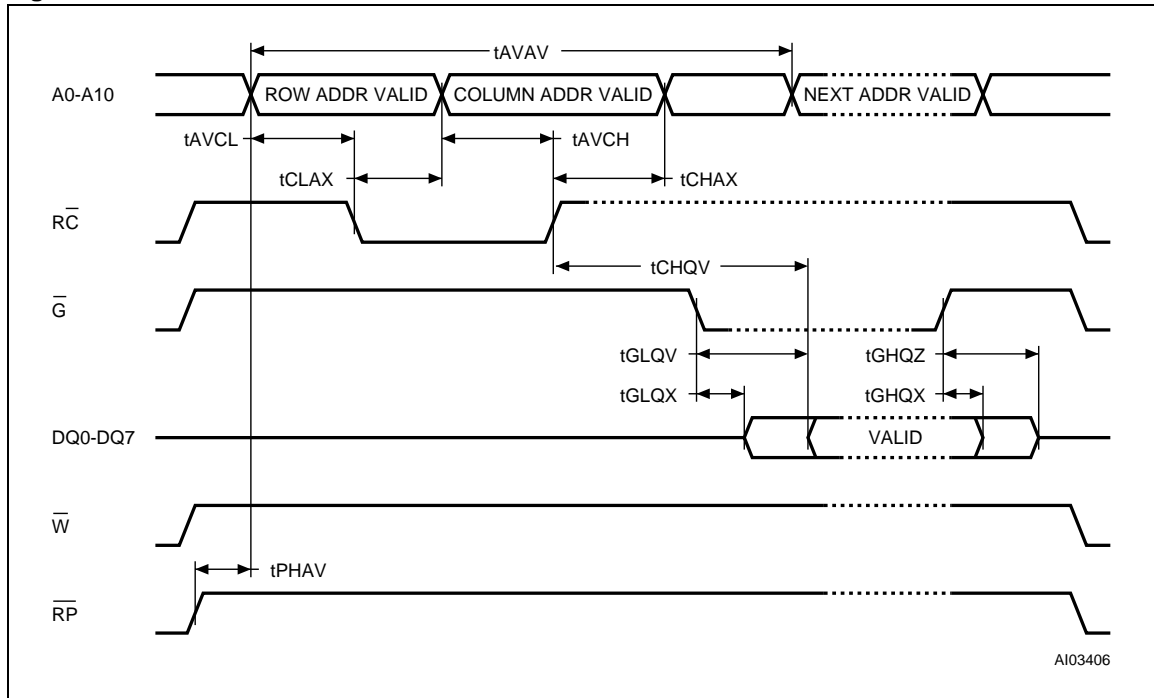 tAVAV
A0-A10
ROW ADDR VALID
COLUMN ADDR VALID
NEXT ADDR VALID
tAVCL
tAVCH
tCLAX
tCHAX
RC̅
tCHQV
G̅
tGLQV
tGHQZ
tGLQX
tGHQX
DQ0-DQ7
VALID
W̅
tPHAV
R̅P̅
AI03406